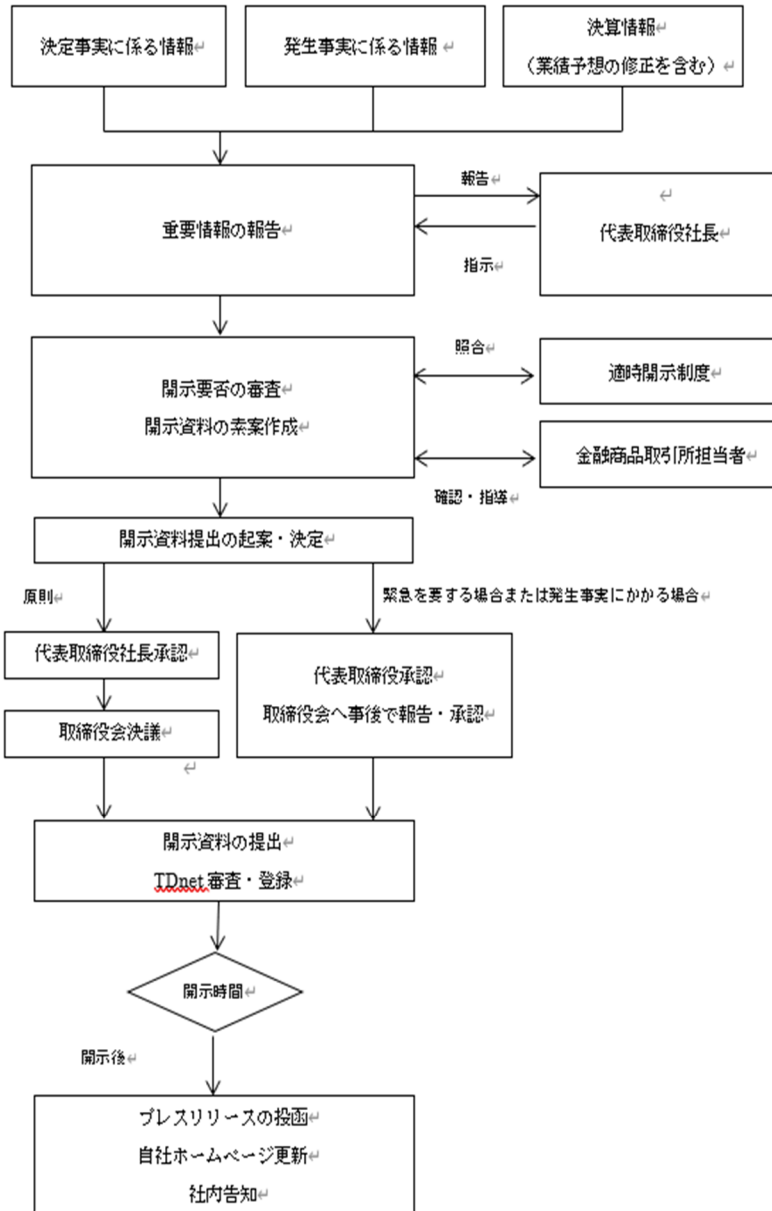 決定事実に係る情報
発生事実に係る情報
決算情報
（業績予想の修正を含む）
重要情報の報告
報告
指示
代表取締役社長
開示要否の審査
開示資料の素案作成
照合
適時開示制度
金融商品取引所担当者
確認・指導
開示資料提出の起案・決定
原則
緊急を要する場合または発生事実にかかる場合
代表取締役社長承認
取締役会決議
代表取締役承認
取締役会へ事後で報告・承認
開示資料の提出
TDnet審査・登録
開示時間
開示後
プレスリリースの投函
自社ホームページ更新
社内告知